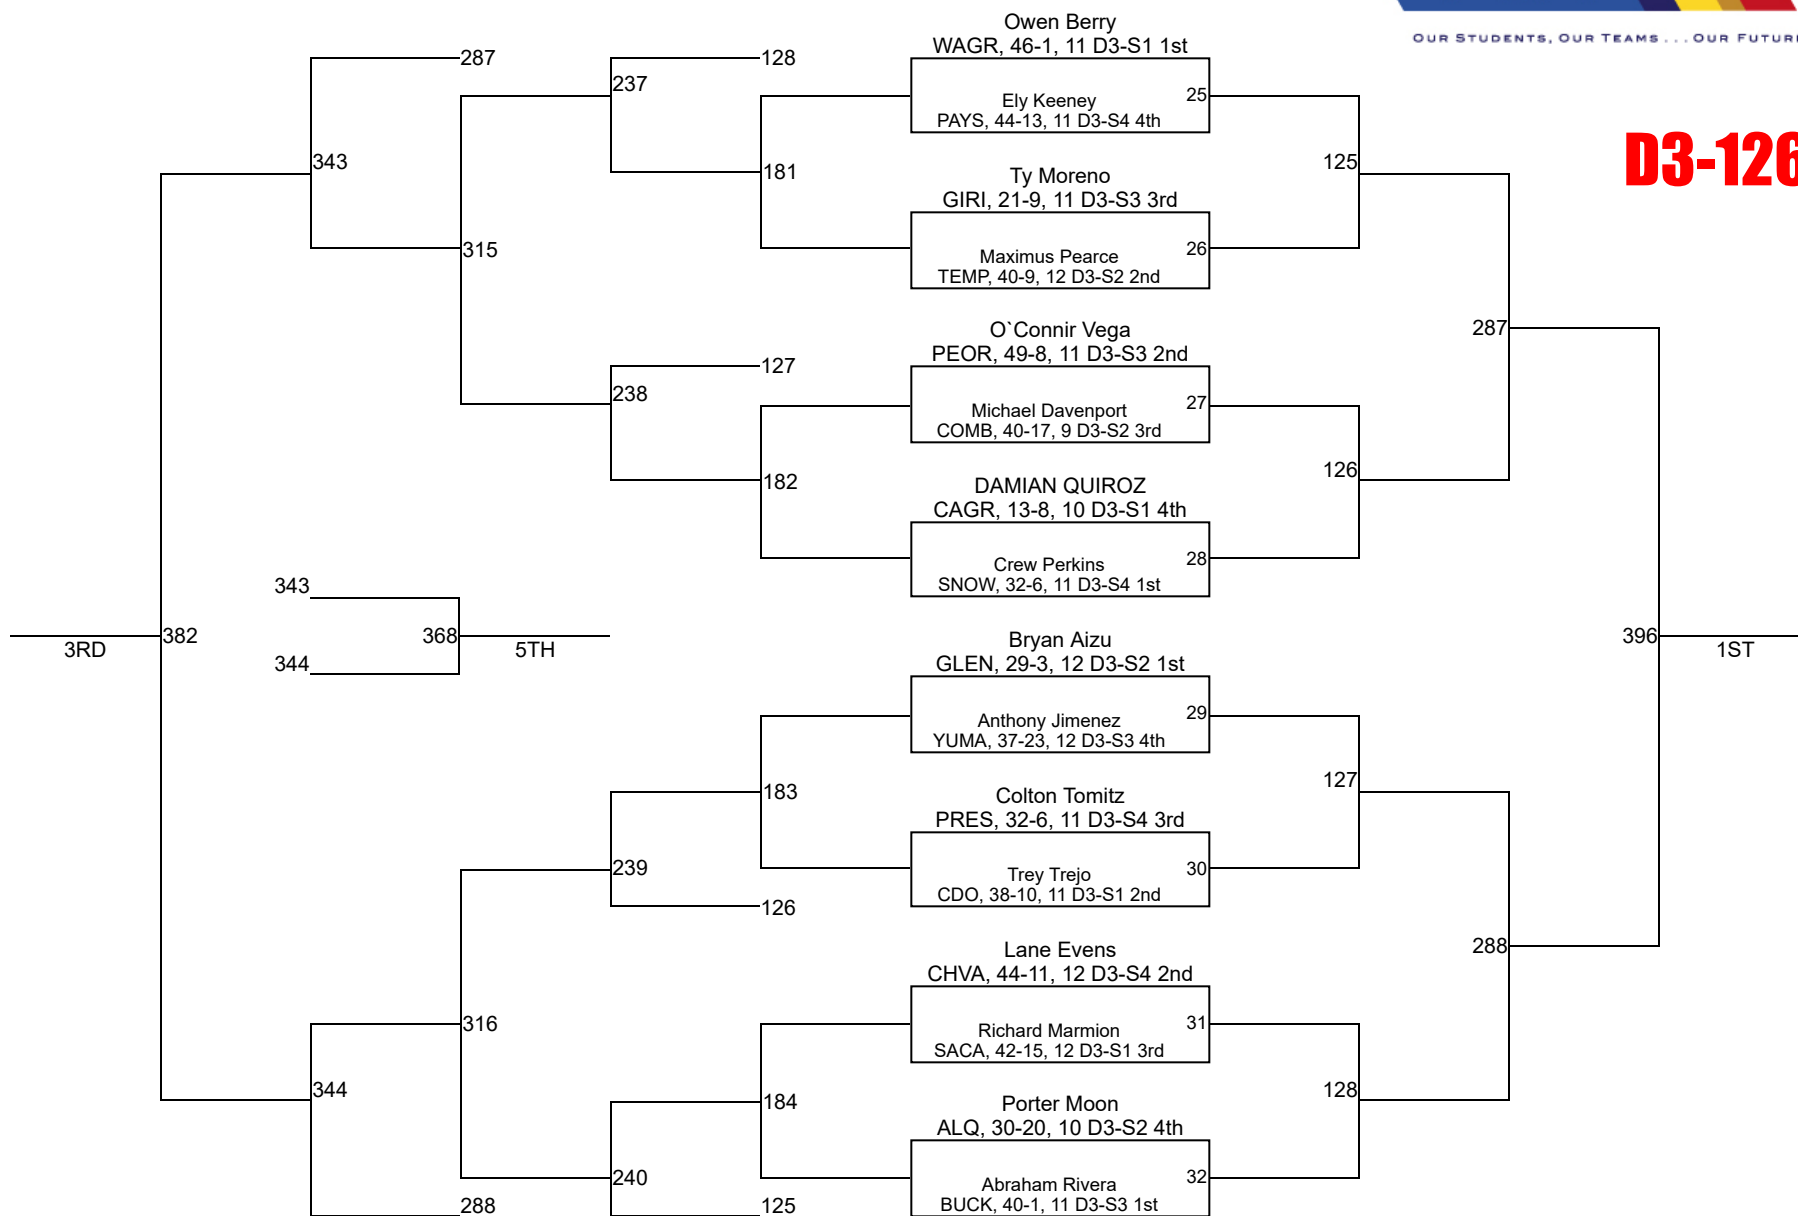 OUR STUDENTS, OUR TEAMS...OUR FUTURE
D3-126
Owen Berry
WAGR, 46-1, 11 D3-S1 1st
25
Ely Keeney
PAYS, 44-13, 11 D3-S4 4th
Ty Moreno
GIRI, 21-9, 11 D3-S3 3rd
26
Maximus Pearce
TEMP, 40-9, 12 D3-S2 2nd
O`Connir Vega
PEOR, 49-8, 11 D3-S3 2nd
27
Michael Davenport
COMB, 40-17, 9 D3-S2 3rd
DAMIAN QUIROZ
CAGR, 13-8, 10 D3-S1 4th
28
Crew Perkins
SNOW, 32-6, 11 D3-S4 1st
Bryan Aizu
GLEN, 29-3, 12 D3-S2 1st
29
Anthony Jimenez
YUMA, 37-23, 12 D3-S3 4th
Colton Tomitz
PRES, 32-6, 11 D3-S4 3rd
30
Trey Trejo
CDO, 38-10, 11 D3-S1 2nd
Lane Evens
CHVA, 44-11, 12 D3-S4 2nd
31
Richard Marmion
SACA, 42-15, 12 D3-S1 3rd
Porter Moon
ALQ, 30-20, 10 D3-S2 4th
32
Abraham Rivera
BUCK, 40-1, 11 D3-S3 1st
125
126
127
128
287
288
396
1ST
128
181
127
182
183
126
184
125
237
238
239
240
315
316
287
343
344
288
382
3RD
343
344
368
5TH